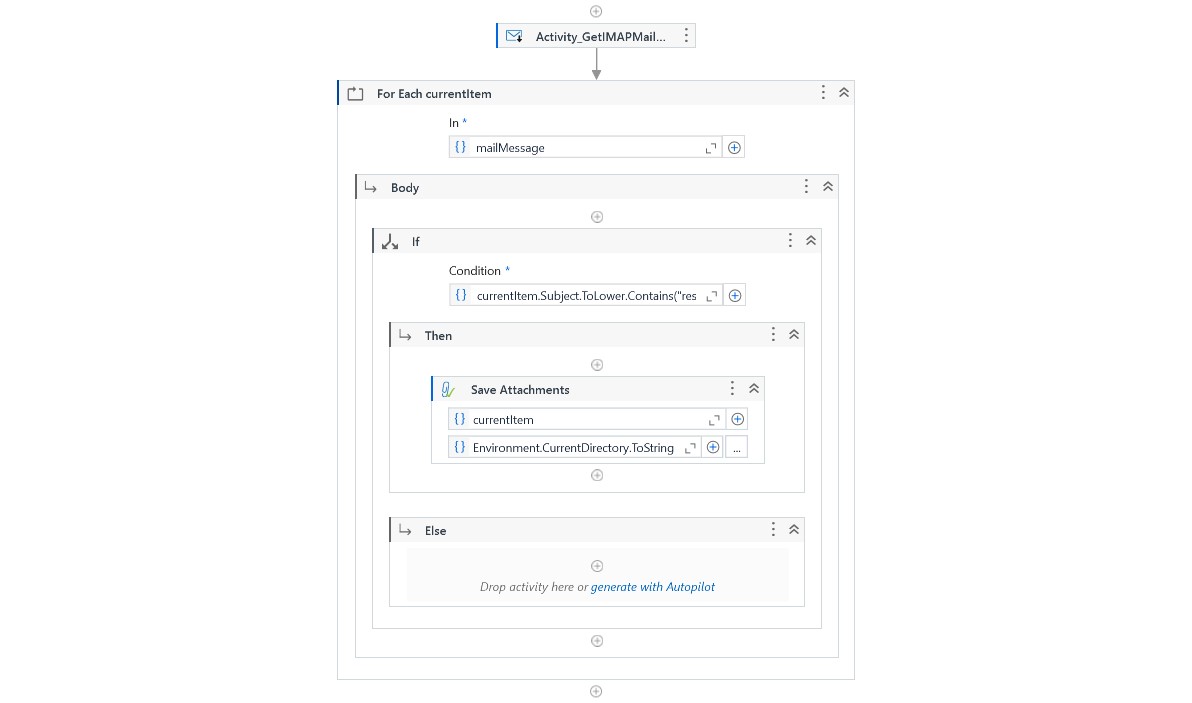 Activity_GetIMAPMail...
For Each currentItem
In *
mailMessage
Body
If
Condition *
currentItem.Subject.ToLower.Contains("res
Then
Save Attachments
currentItem
Environment.CurrentDirectory.ToString
...
Else
Drop activity here or generate with Autopilot